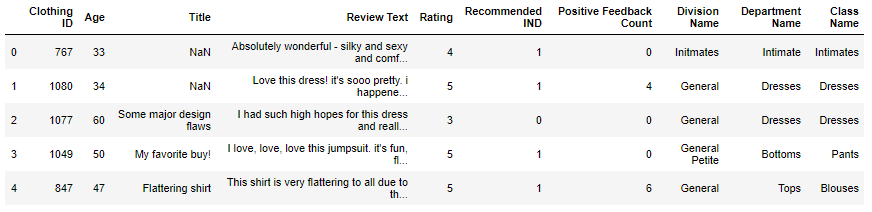 Clothing ID Age Title Review Text Rating Recommended IND Positive Feedback Count Division Name Department Name Class Name
0 767 33 NaN Absolutely wonderful - silky and sexy and comf... 4 1 0 Initmates Intimate Intimates
1 1080 34 NaN Love this dress! it's sooo pretty. i happene... 5 1 4 General Dresses Dresses
2 1077 60 Some major design flaws I had such high hopes for this dress and reall... 3 0 0 General Dresses Dresses
3 1049 50 My favorite buy! I love, love, love this jumpsuit. it's fun, fl... 5 1 0 General Petite Bottoms Pants
4 847 47 Flattering shirt This shirt is very flattering to all due to th... 5 1 6 General Tops Blouses